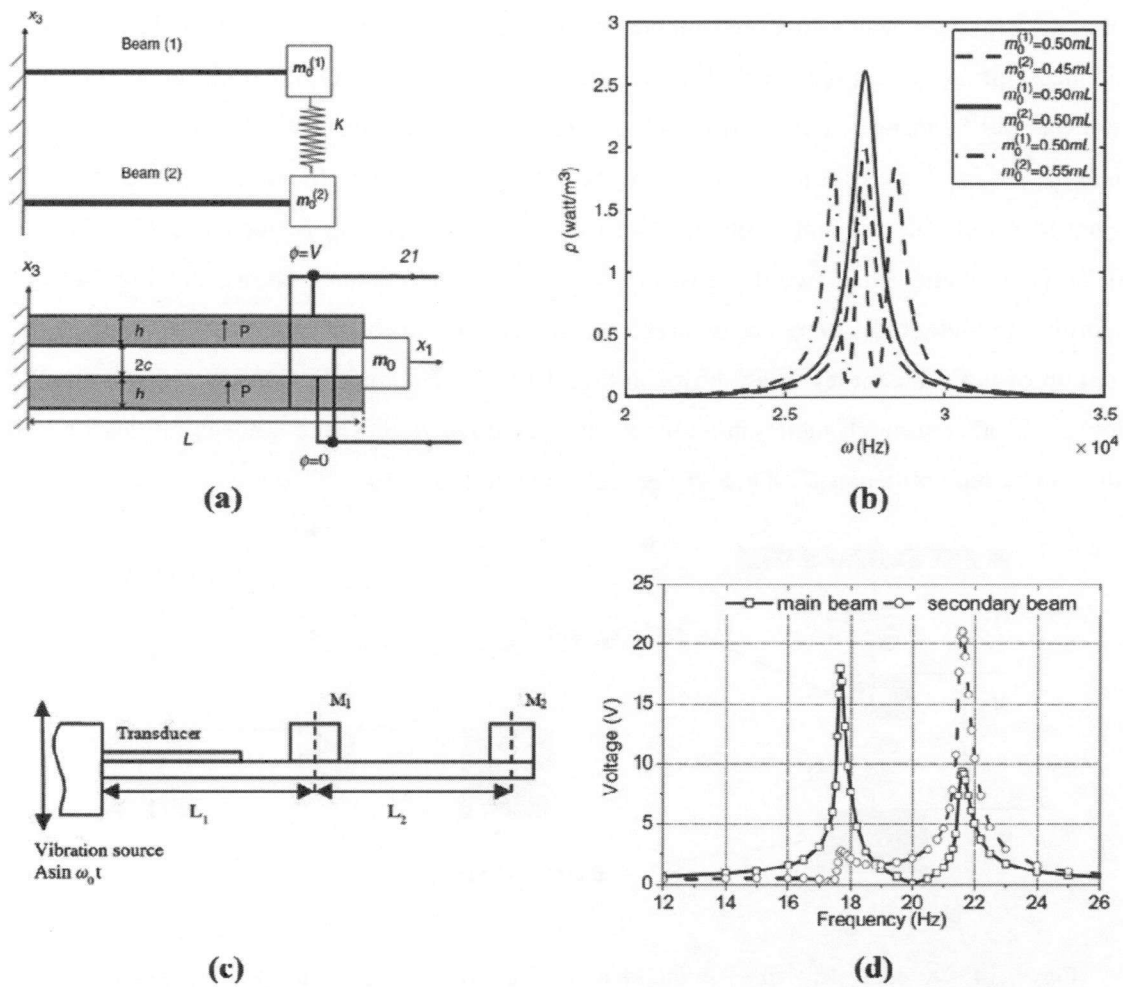 x₃
Beam (1)
m₀⁽¹⁾
K
Beam (2)
m₀⁽²⁾
x₃
ϕ=V
21
h
P
2c
m₀
x₁
h
P
L
ϕ=0
(a)
3
2.5
2
1.5
1
0.5
0
p (watt/m³)
m₀⁽¹⁾=0.50mL
m₀⁽²⁾=0.45mL
m₀⁽¹⁾=0.50mL
m₀⁽²⁾=0.50mL
m₀⁽¹⁾=0.50mL
m₀⁽²⁾=0.55mL
2 2.5 3 3.5
ω (Hz)
× 10⁴
(b)
Transducer
M₁
M₂
L₁
L₂
Vibration source
Asin ω₀t
(c)
25
20
15
10
5
0
Voltage (V)
main beam
secondary beam
12 14 16 18 20 22 24 26
Frequency (Hz)
(d)